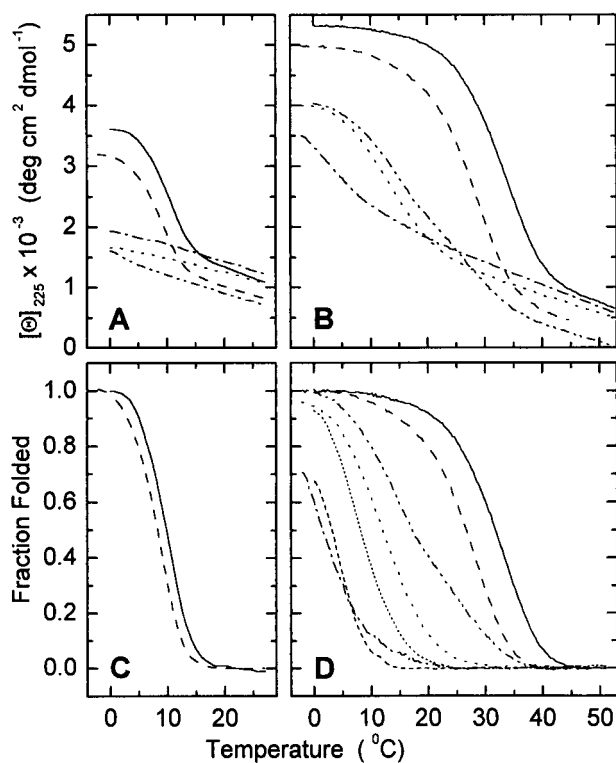 [Θ]₂₂₅ x 10⁻³ (deg cm² dmol⁻¹)
5
4
3
2
1
0
A
B
Fraction Folded
1.0
0.8
0.6
0.4
0.2
0.0
C
D
0 10 20 0 10 20 30 40 50
Temperature ( ⁰C)